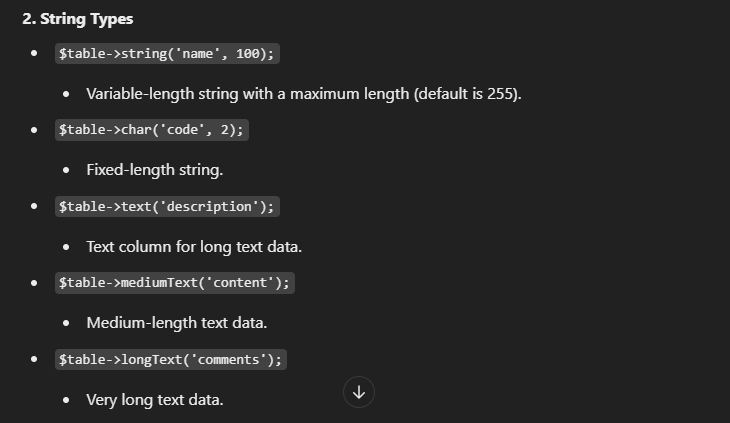 2. String Types
$table->string('name', 100);
Variable-length string with a maximum length (default is 255).
$table->char('code', 2);
Fixed-length string.
$table->text('description');
Text column for long text data.
$table->mediumText('content');
Medium-length text data.
$table->longText('comments');
Very long text data.